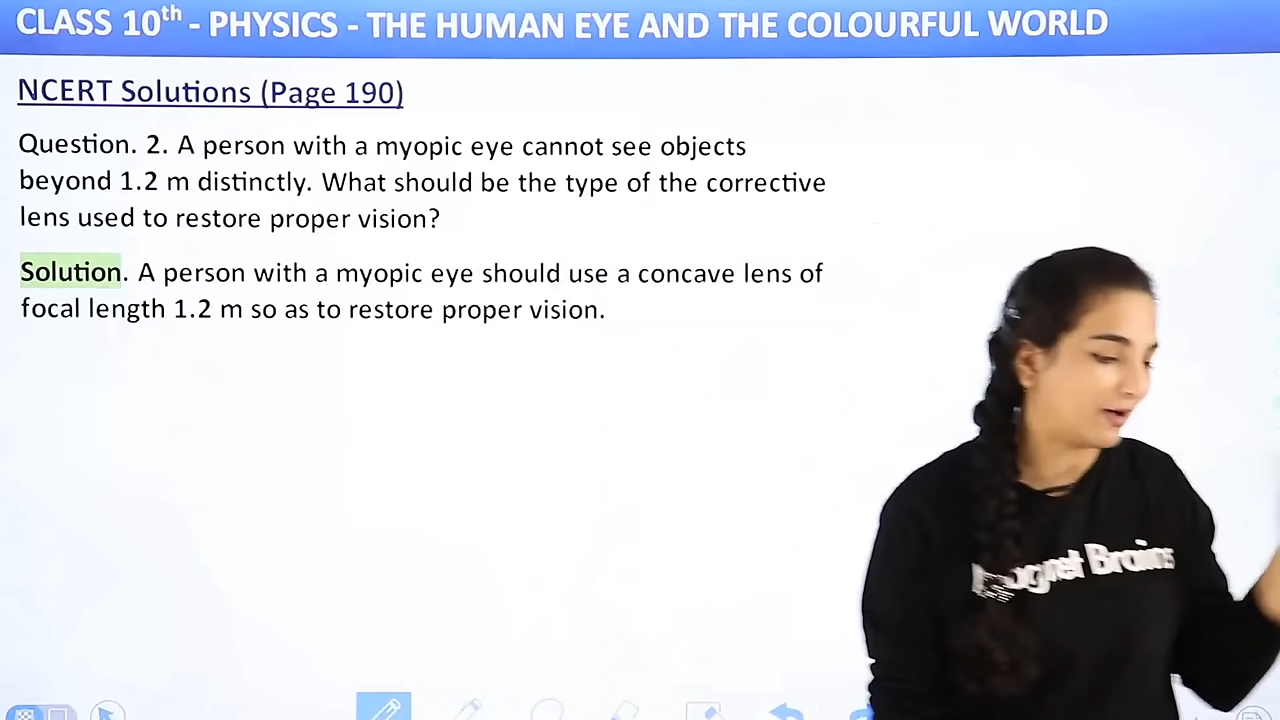 CLASS 10th - PHYSICS - THE HUMAN EYE AND THE COLOURFUL WORLD
NCERT Solutions (Page 190)
Question. 2. A person with a myopic eye cannot see objects
beyond 1.2 m distinctly. What should be the type of the corrective
lens used to restore proper vision?
Solution. A person with a myopic eye should use a concave lens of
focal length 1.2 m so as to restore proper vision.
Brains